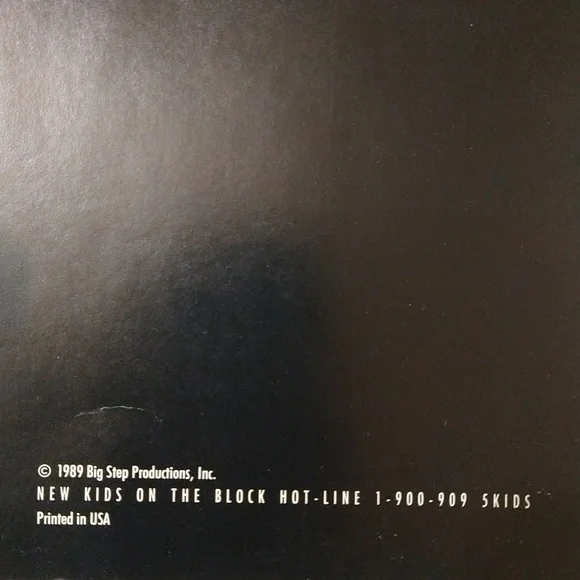 © 1989 Big Step Productions, Inc.
NEW KIDS ON THE BLOCK HOT-LINE 1-900-909 5KIDS
Printed in USA